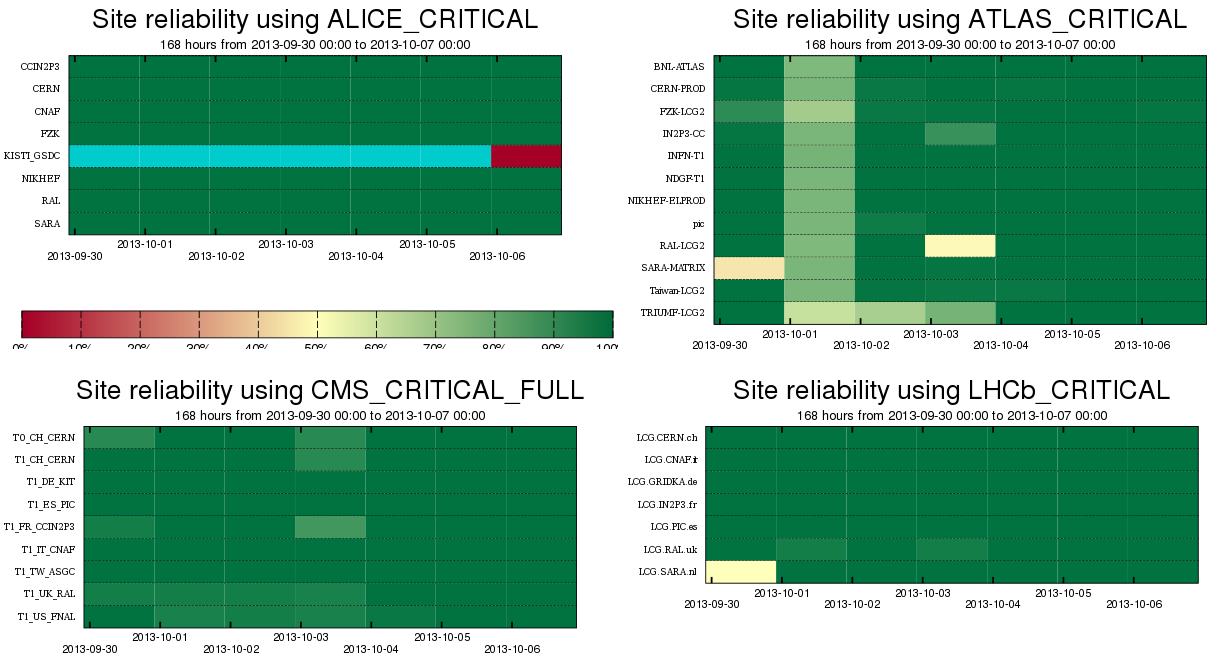 Site reliability using ALICE_CRITICAL
168 hours from 2013-09-30 00:00 to 2013-10-07 00:00
CCIN2P3
CERN
CNAF
FZK
KISTI_GSDC
NIKHEF
RAL
SARA
2013-10-01 2013-10-03 2013-10-05
2013-09-30 2013-10-02 2013-10-04 2013-10-06
0% 10% 20% 30% 40% 50% 60% 70% 80% 90% 100%
Site reliability using ATLAS_CRITICAL
168 hours from 2013-09-30 00:00 to 2013-10-07 00:00
BNL-ATLAS
CERN-PROD
FZK-LCG2
IN2P3-CC
INFN-T1
NDGF-T1
NIKHEF-ELPROD
pic
RAL-LCG2
SARA-MATRIX
Taiwan-LCG2
TRIUMF-LCG2
2013-10-01 2013-10-03 2013-10-05
2013-09-30 2013-10-02 2013-10-04 2013-10-06
Site reliability using CMS_CRITICAL_FULL
168 hours from 2013-09-30 00:00 to 2013-10-07 00:00
T0_CH_CERN
T1_CH_CERN
T1_DE_KIT
T1_ES_PIC
T1_FR_CCIN2P3
T1_IT_CNAF
T1_TW_ASGC
T1_UK_RAL
T1_US_FNAL
2013-10-01 2013-10-03 2013-10-05
2013-09-30 2013-10-02 2013-10-04 2013-10-06
Site reliability using LHCb_CRITICAL
168 hours from 2013-09-30 00:00 to 2013-10-07 00:00
LCG.CERN.ch
LCG.CNAF.it
LCG.GRIDKA.de
LCG.IN2P3.fr
LCG.PIC.es
LCG.RAL.uk
LCG.SARA.nl
2013-10-01 2013-10-03 2013-10-05
2013-09-30 2013-10-02 2013-10-04 2013-10-06